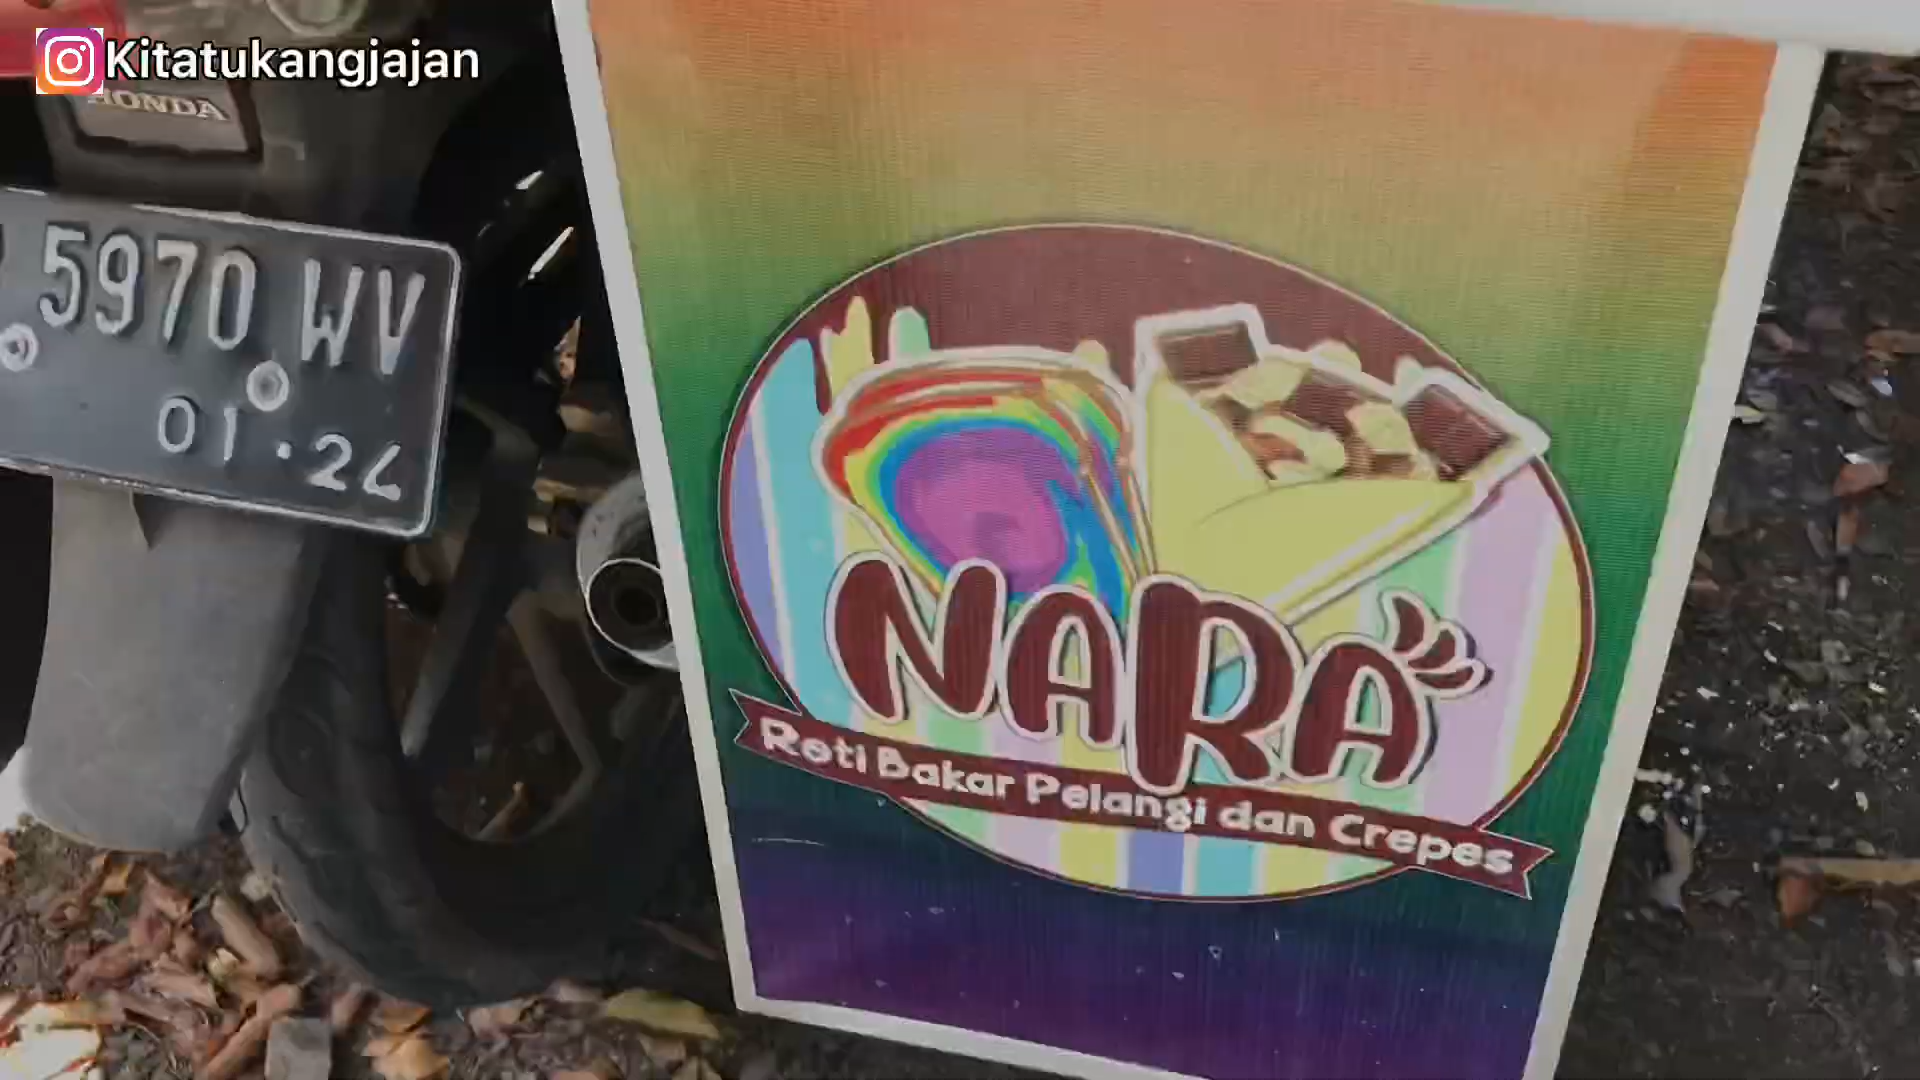 Kitatukangjajan
HONDA
5970 WV
01·24
NARA
Roti Bakar Pelangi dan Crepes